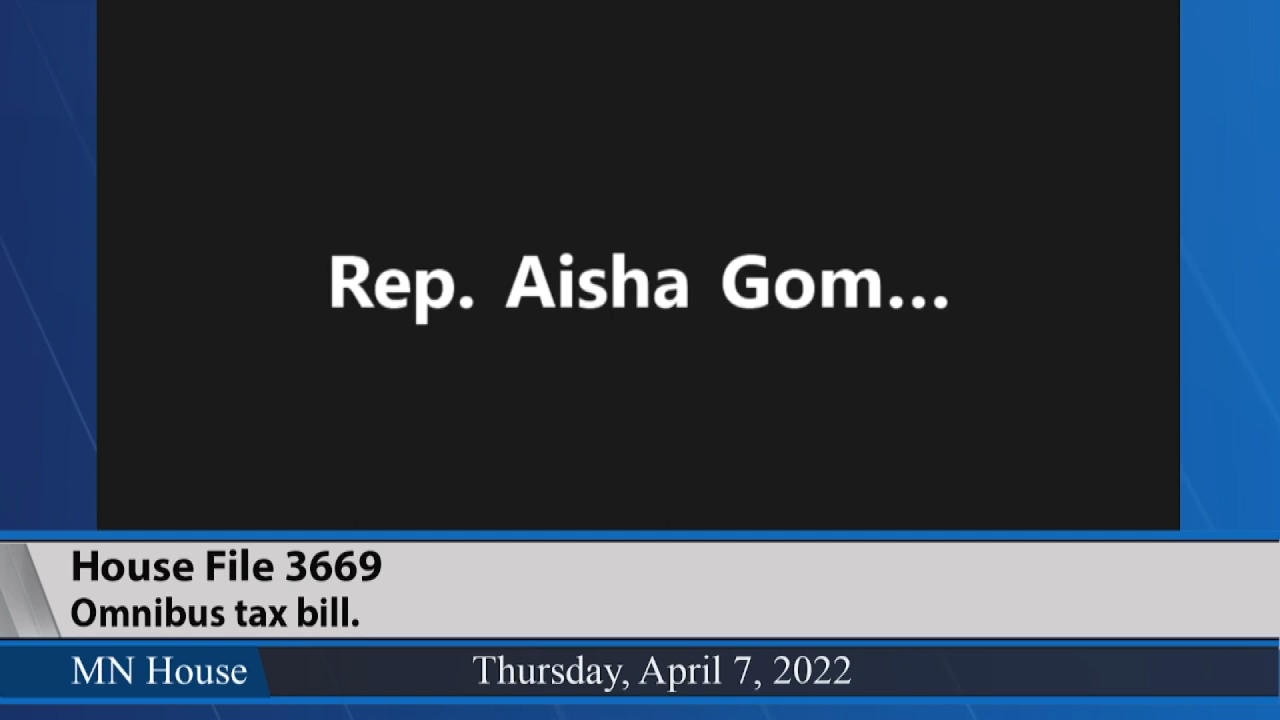 Rep. Aisha Gom...
House File 3669
Omnibus tax bill.
MN House
Thursday, April 7, 2022